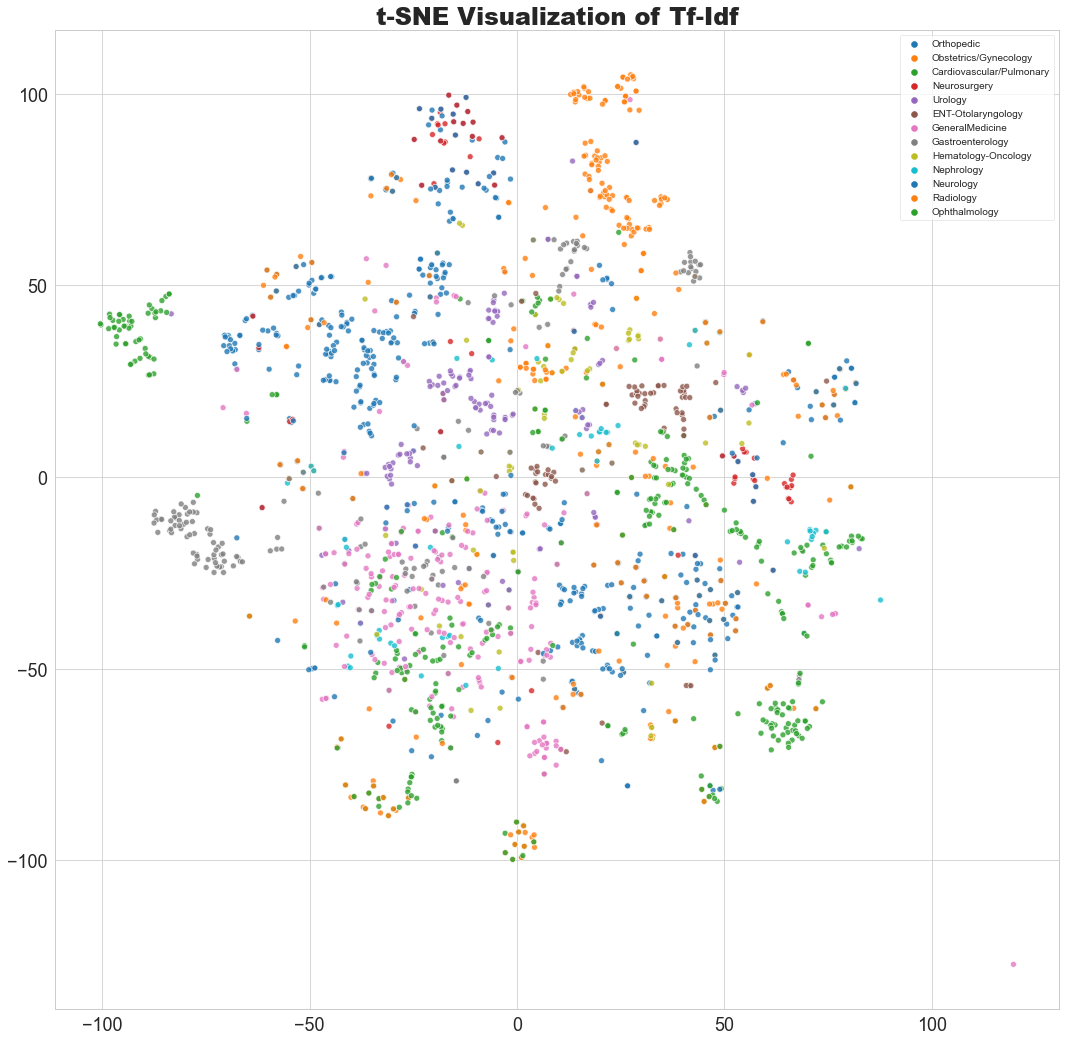 t-SNE Visualization of Tf-Idf
Orthopedic
Obstetrics/Gynecology
Cardiovascular/Pulmonary
Neurosurgery
Urology
ENT-Otolaryngology
GeneralMedicine
Gastroenterology
Hematology-Oncology
Nephrology
Neurology
Radiology
Ophthalmology
100
50
0
−50
−100
−100
−50
0
50
100